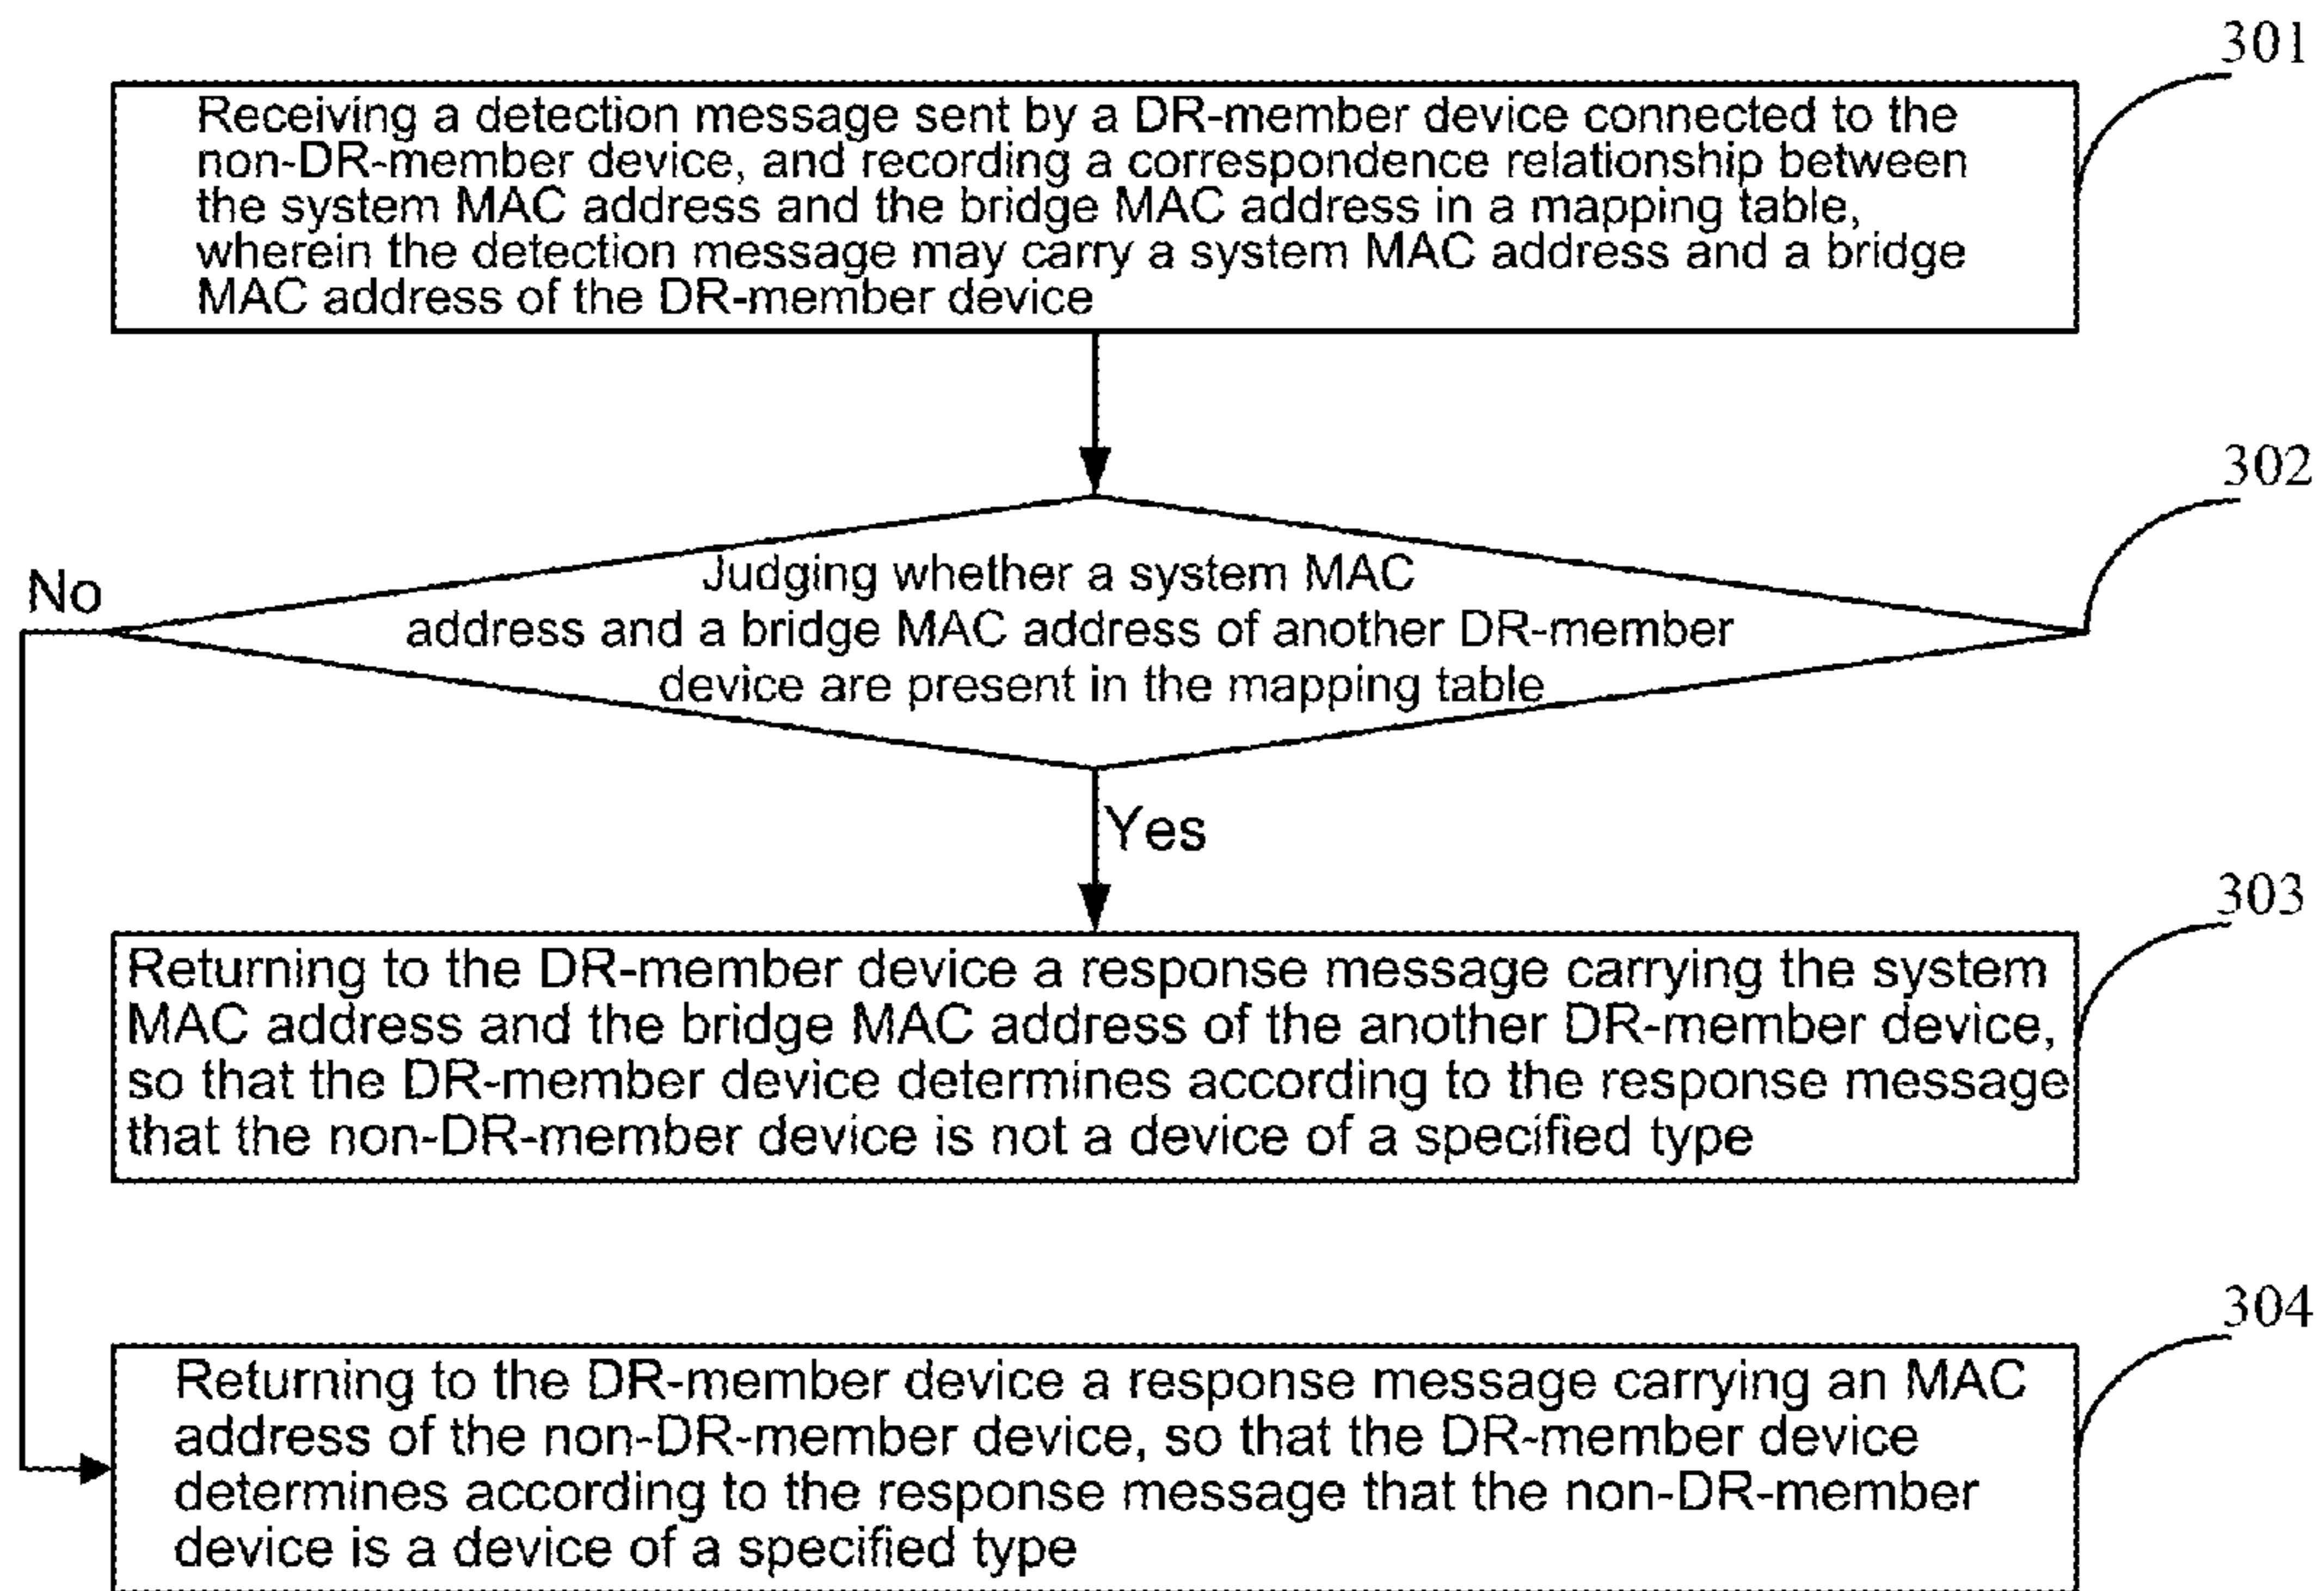 301
Receiving a detection message sent by a DR-member device connected to the
non-DR-member device, and recording a correspondence relationship between
the system MAC address and the bridge MAC address in a mapping table,
wherein the detection message may carry a system MAC address and a bridge
MAC address of the DR-member device
302
No
Judging whether a system MAC
address and a bridge MAC address of another DR-member
device are present in the mapping table
Yes
303
Returning to the DR-member device a response message carrying the system
MAC address and the bridge MAC address of the another DR-member device,
so that the DR-member device determines according to the response message
that the non-DR-member device is not a device of a specified type
304
Returning to the DR-member device a response message carrying an MAC
address of the non-DR-member device, so that the DR-member device
determines according to the response message that the non-DR-member
device is a device of a specified type